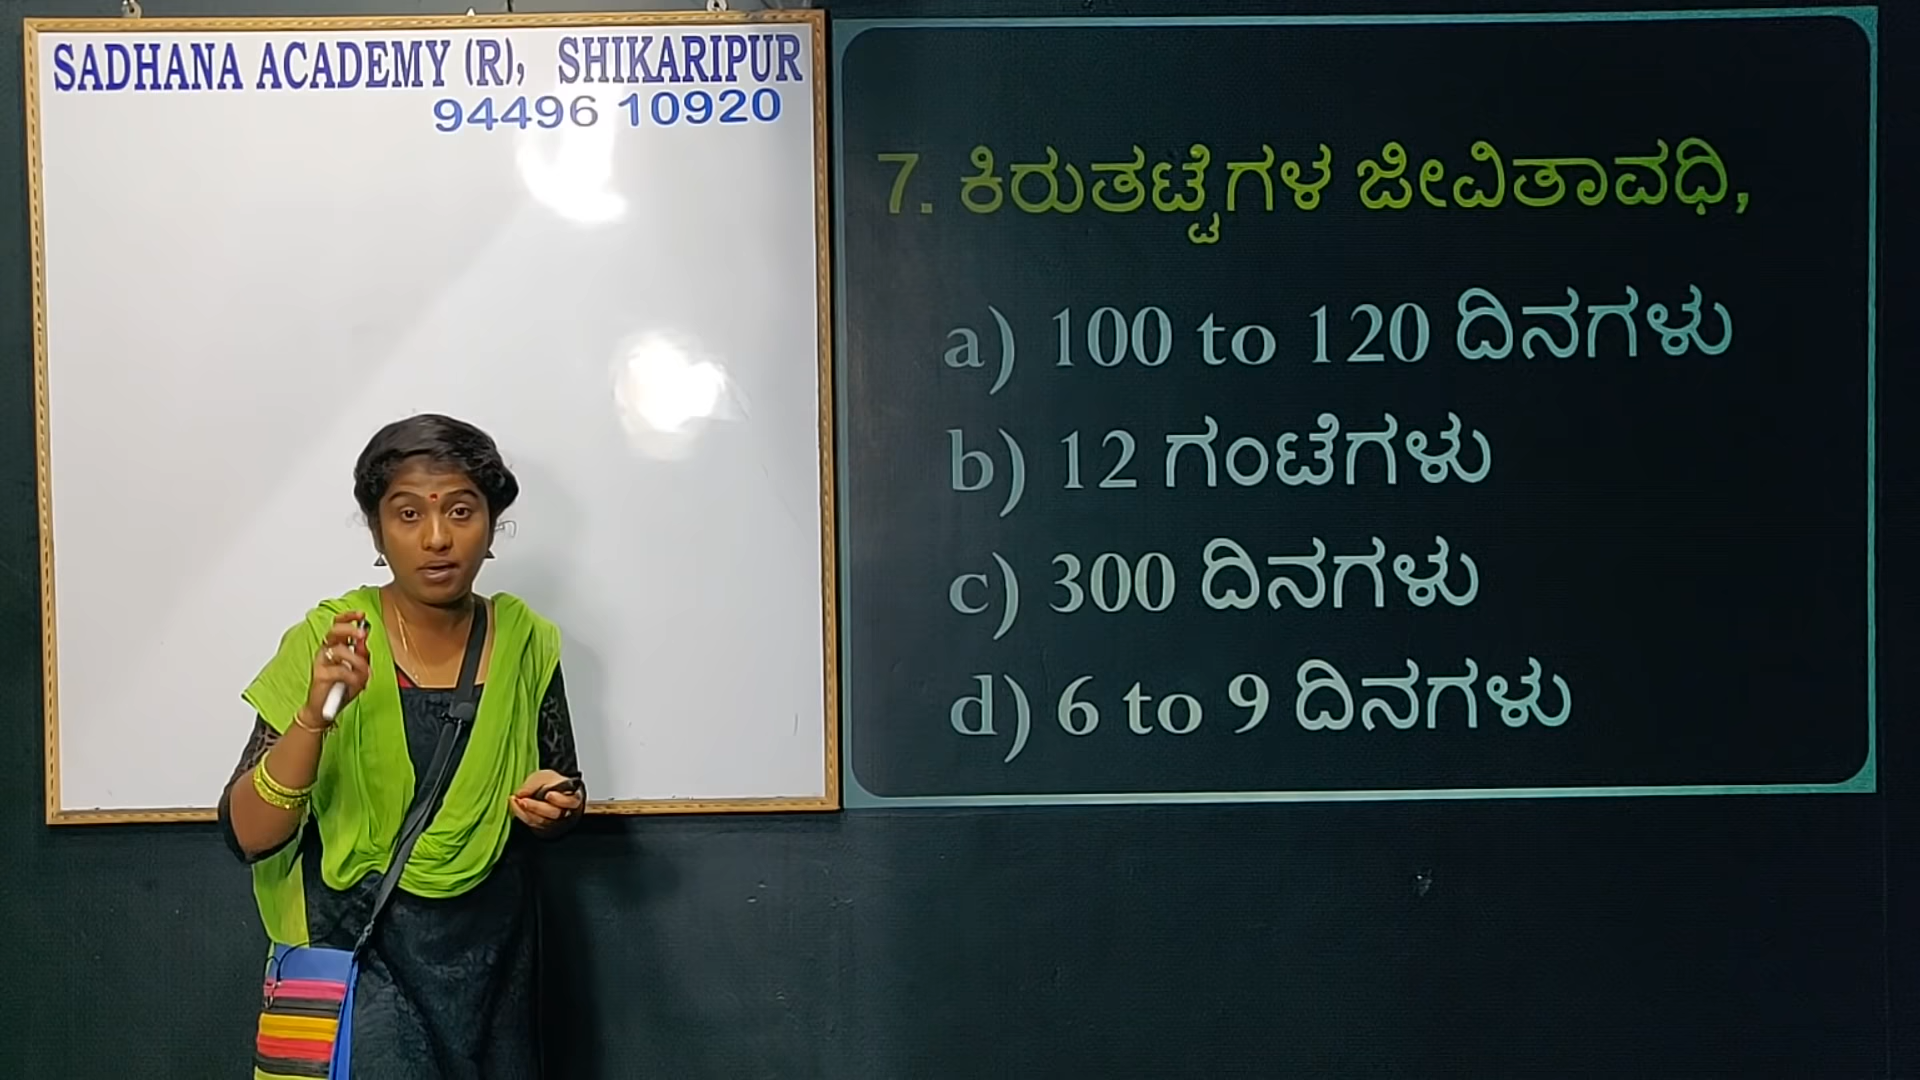 SADHANA ACADEMY (R), SHIKARIPUR
94496 10920
7. ಕಿರುತಟ್ಟೆಗಳ ಜೀವಿತಾವಧಿ,
a) 100 to 120 ದಿನಗಳು
b) 12 ಗಂಟೆಗಳು
c) 300 ದಿನಗಳು
d) 6 to 9 ದಿನಗಳು